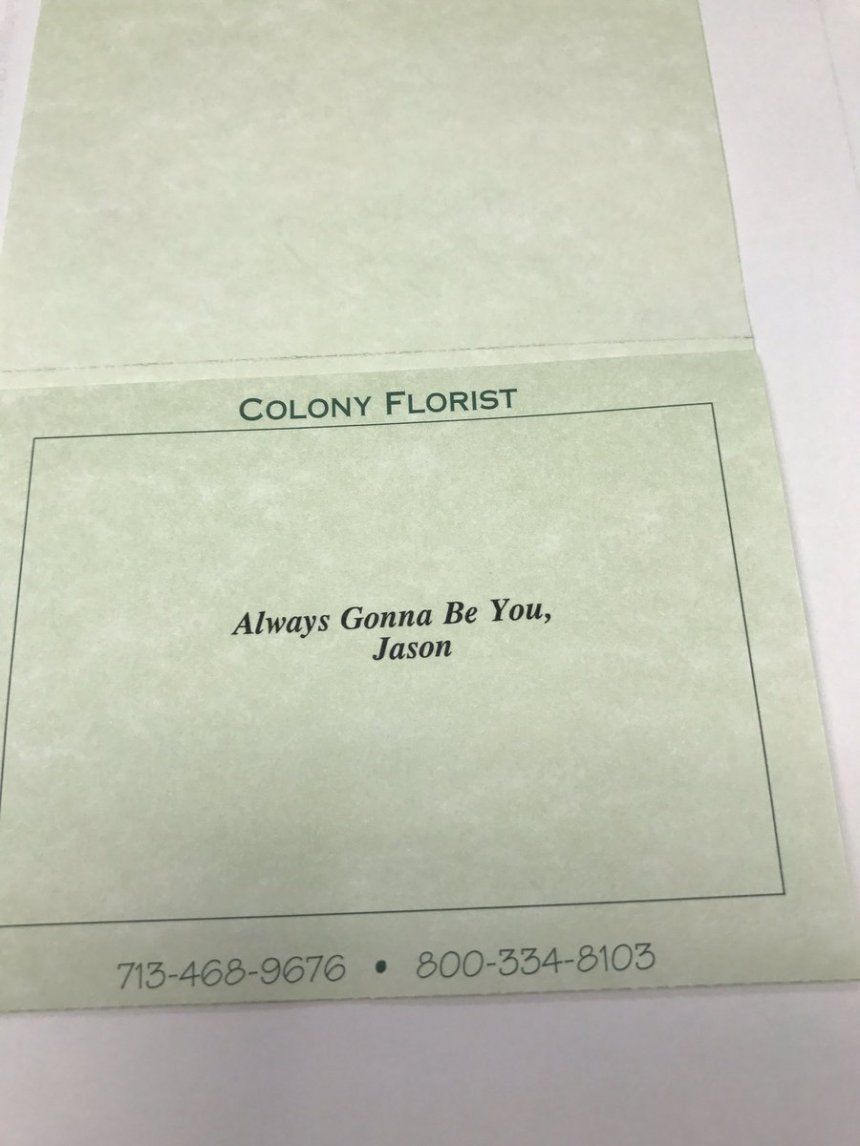 COLONY FLORIST
Always Gonna Be You,
Jason
713-468-9676 • 800-334-8103